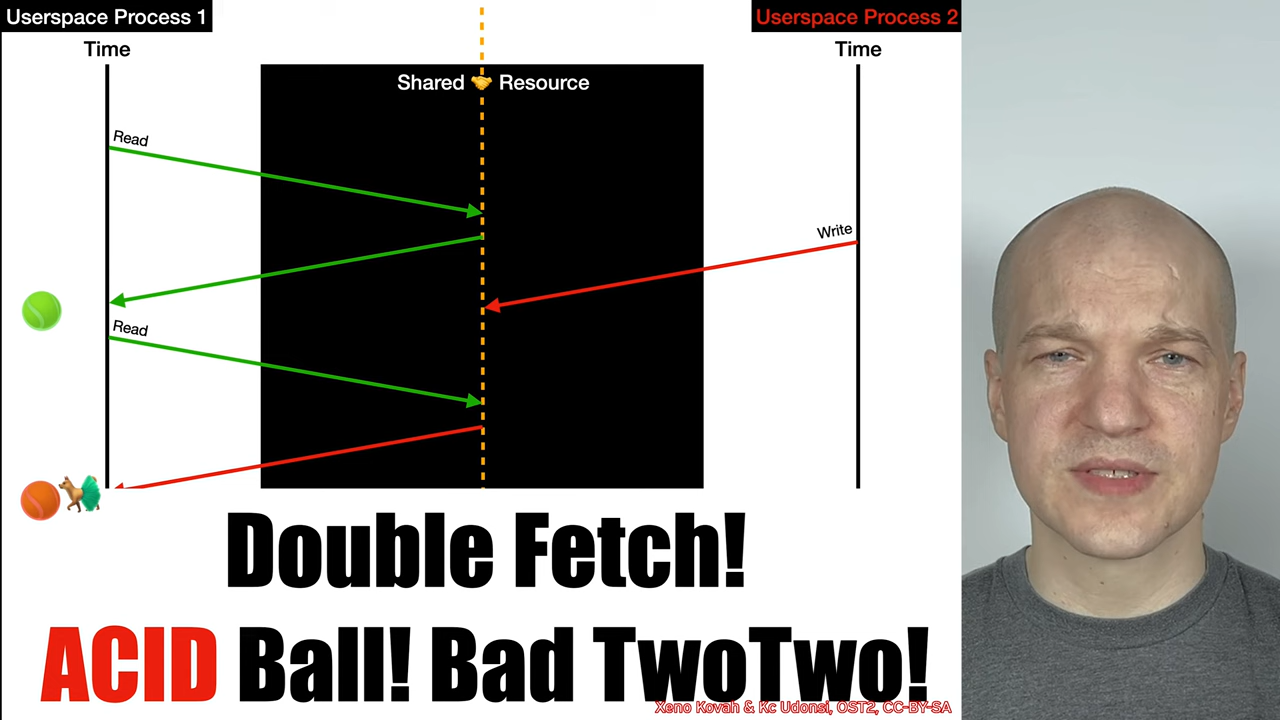 Userspace Process 1
Userspace Process 2
Time
Time
Shared 🤝 Resource
Read
Write
Read
Double Fetch!
ACID Ball! Bad TwoTwo!
Xeno Kovah & Kc Udonsi, OST2, CC-BY-SA